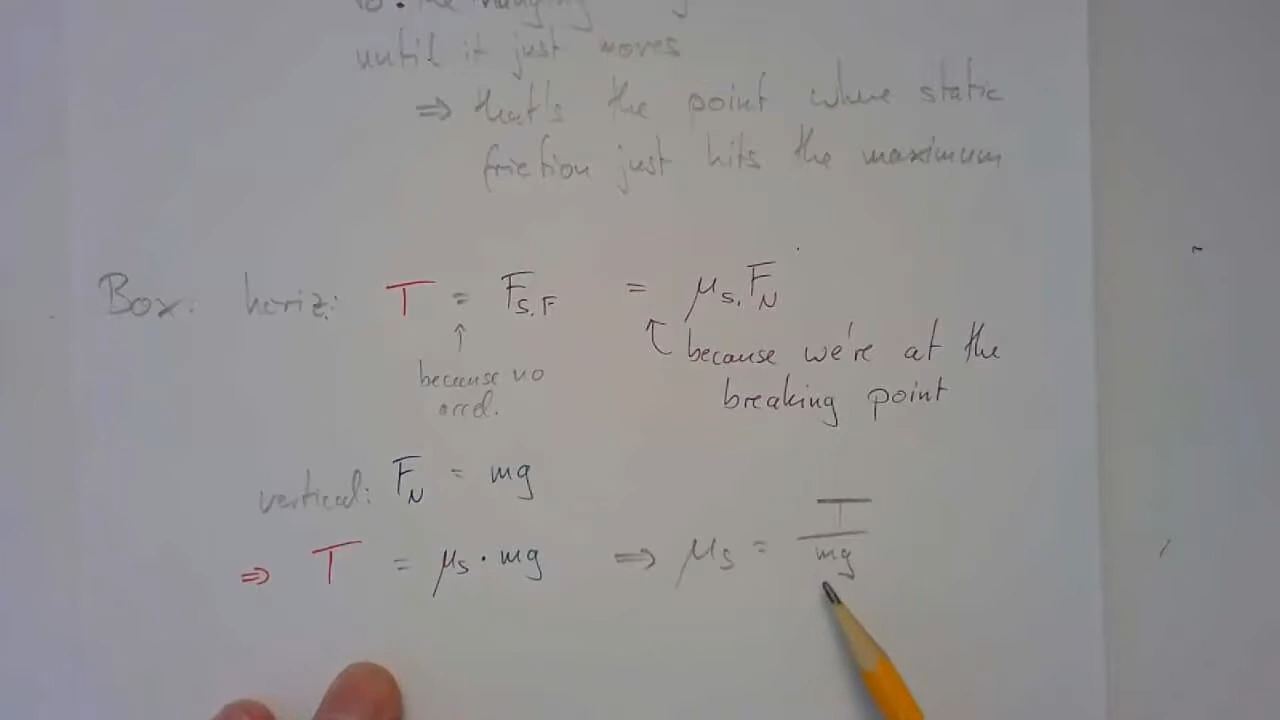 until it just moves
⇒ that's the point where static
friction just hits the maximum
Box: horiz: T = F_S.F = μ_s. F_N
↑ because no
accel.
because we're at the
breaking point
vertical: F_N = mg
⇒ T = μ_s · mg ⇒ μ_s = T/mg